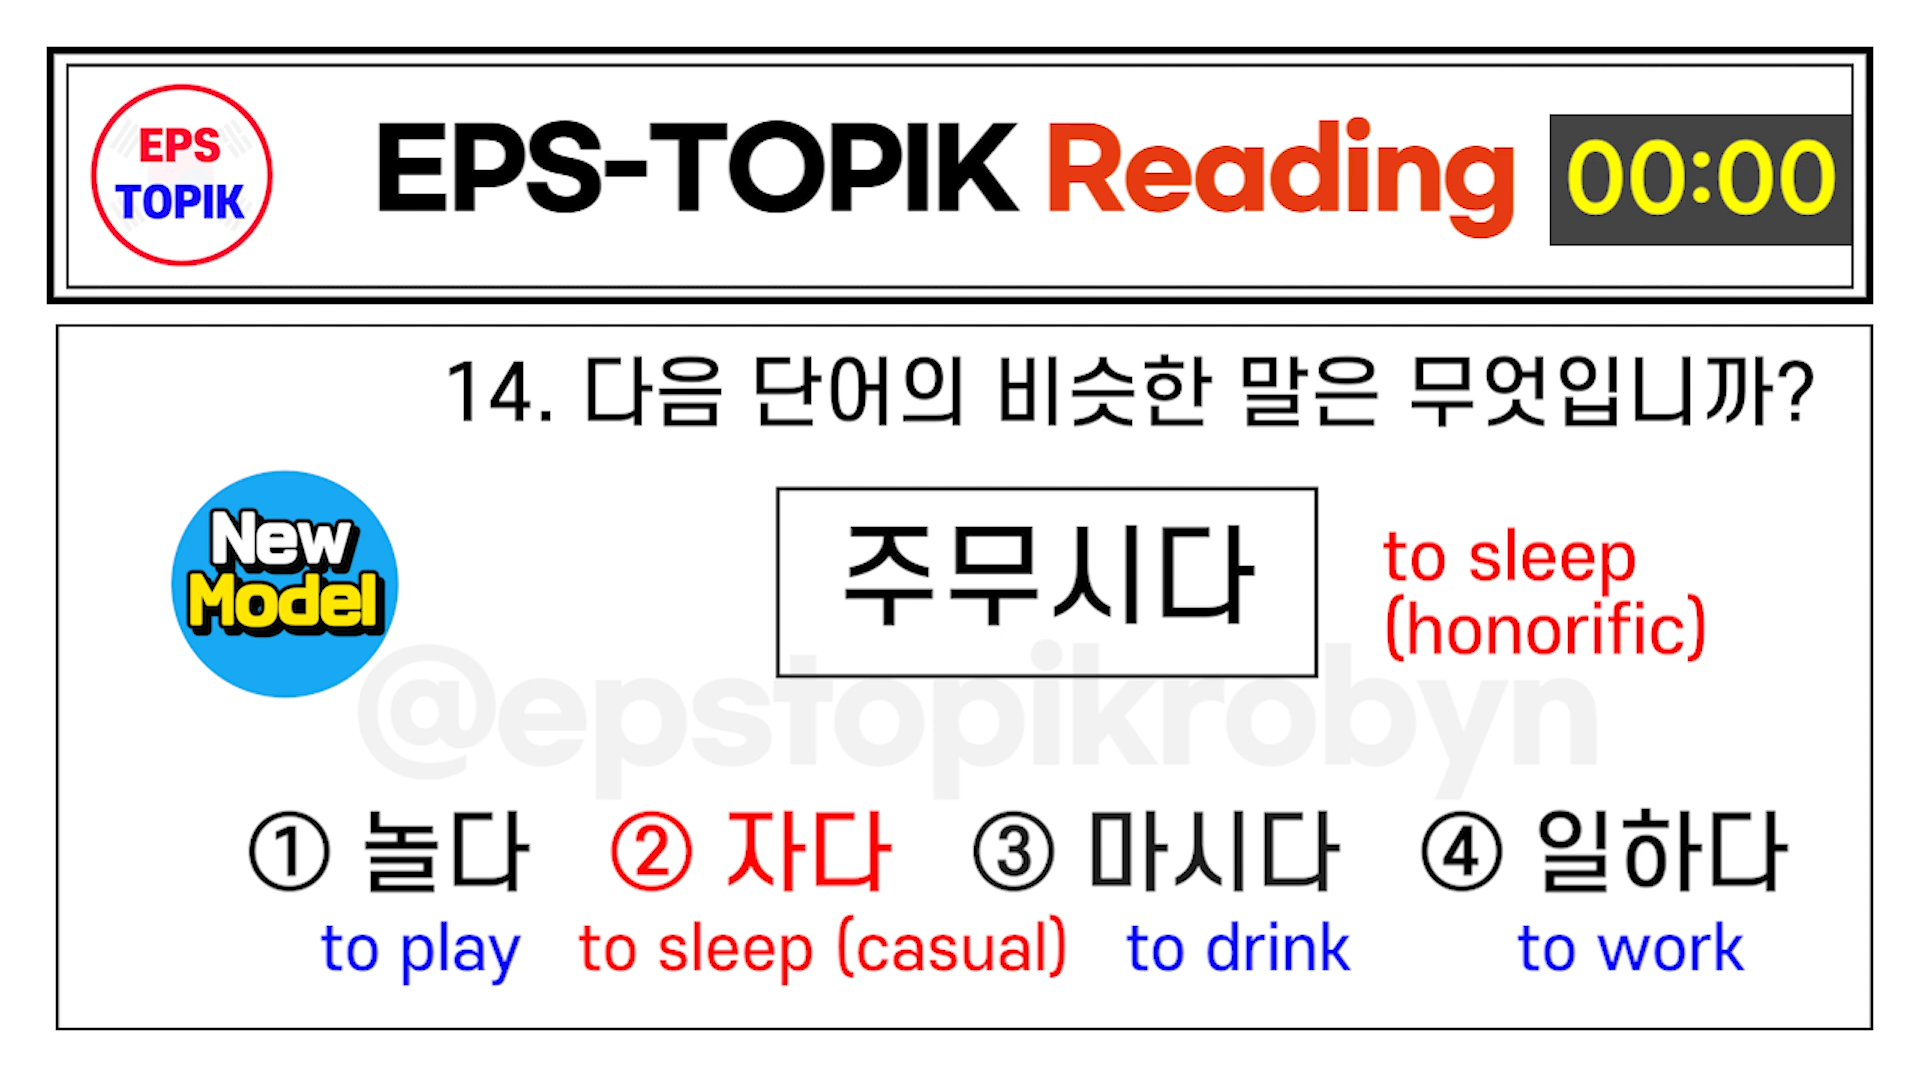 EPS
TOPIK
EPS-TOPIK Reading
00:00
14. 다음 단어의 비슷한 말은 무엇입니까?
New
Model
주무시다
to sleep
(honorific)
@epstopikrobyn
① 놀다 ② 자다 ③ 마시다 ④ 일하다
to play to sleep (casual) to drink to work